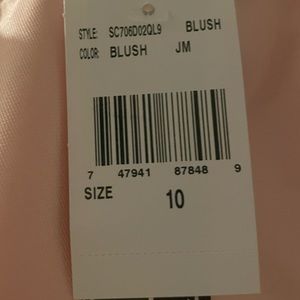 STYLE: SC706D02QL9 BLUSH
COLOR: BLUSH JM
7 47941 87848 9
SIZE 10